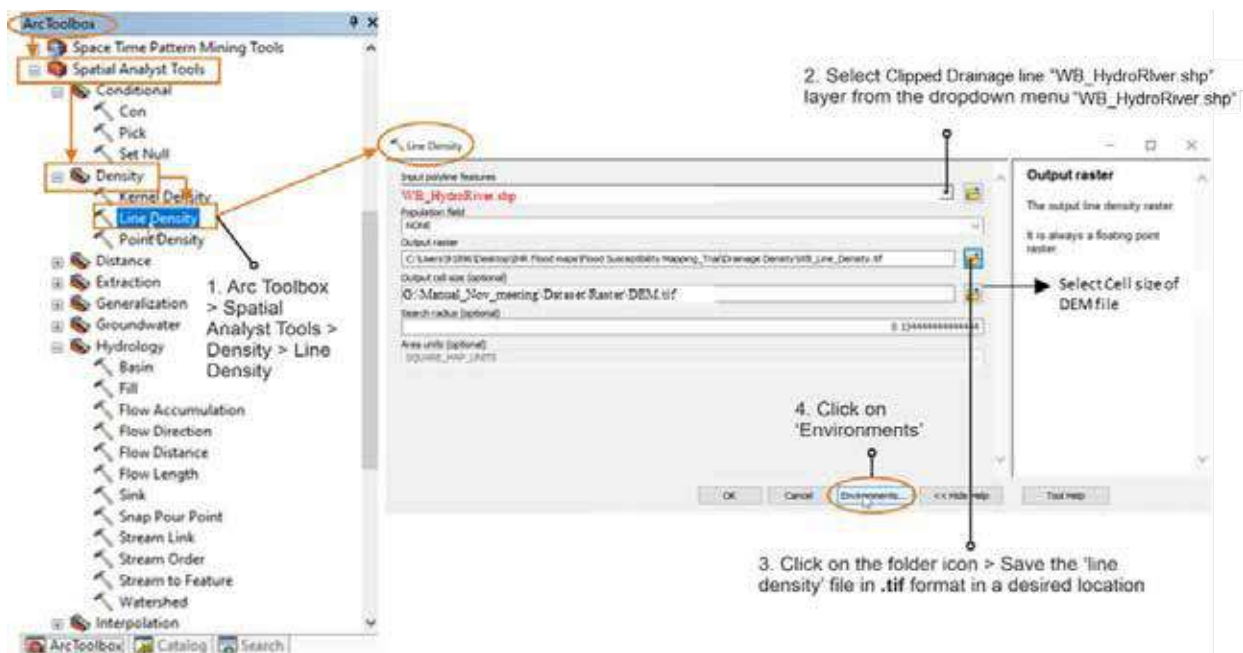 ArcToolbox
Space Time Pattern Mining Tools
Spatial Analyst Tools
Conditional
Con
Pick
Set Null
Density
Kernel Density
Line Density
Point Density
Distance
Extraction
Generalization
Groundwater
Hydrology
Basin
Fill
Flow Accumulation
Flow Direction
Flow Distance
Flow Length
Sink
Snap Pour Point
Stream Link
Stream Order
Stream to Feature
Watershed
Interpolation
ArcToolbox
Catalog
Search
1. Arc Toolbox
> Spatial
Analyst Tools >
Density > Line
Density
2. Select Clipped Drainage line "WB_HydroRIver.shp"
layer from the dropdown menu "WB_HydroRiver.shp"
Line Density
Input polyline features
WB_HydroRiver.shp
Population field
NONE
Output raster
Output cell size (optional)
G:\Manual_Nov_meeting\Dataset\Raster\DEM.tif
Search radius (optional)
Area units (optional)
SQUARE_MAP_UNITS
Output raster
The output line density raster.
It is always a floating point
raster.
Select Cell size of
DEM file
4. Click on
'Environments'
OK
Cancel
Environments...
<< Hide Help
Tool Help
3. Click on the folder icon > Save the 'line
density' file in .tif format in a desired location